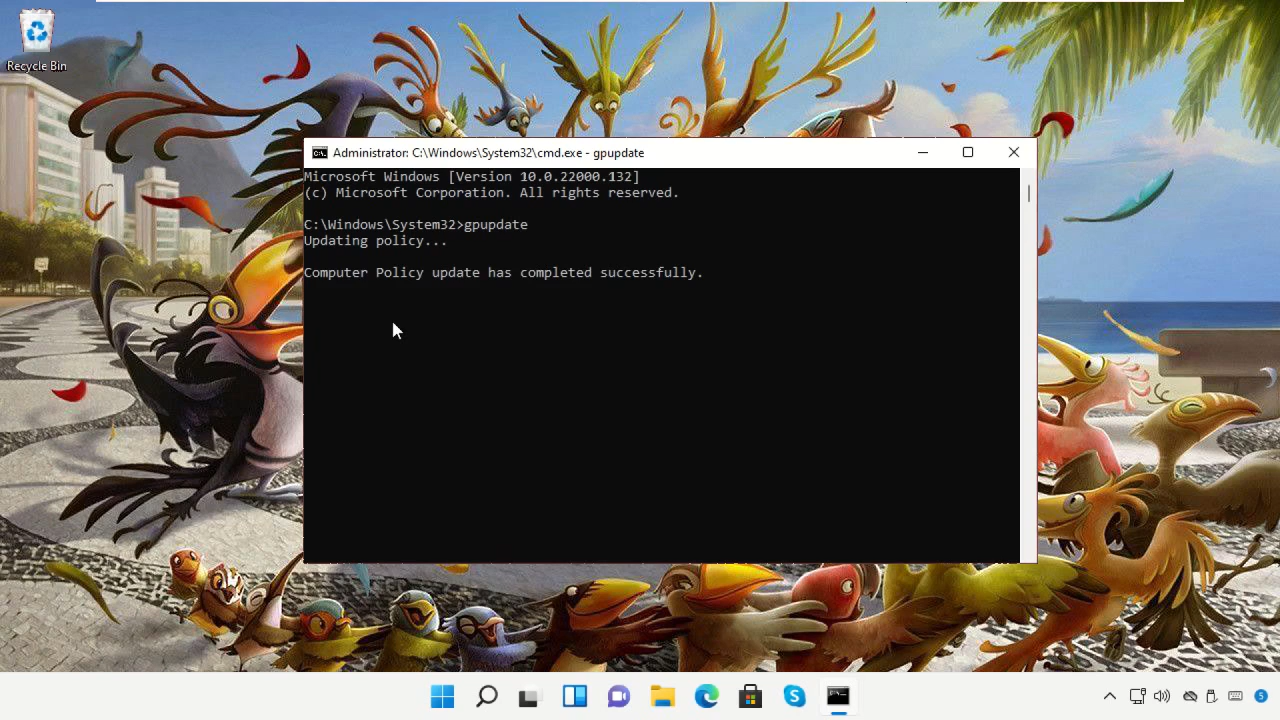 Recycle Bin
Administrator: C:\Windows\System32\cmd.exe - gpupdate
Microsoft Windows [Version 10.0.22000.132]
(c) Microsoft Corporation. All rights reserved.
C:\Windows\System32>gpupdate
Updating policy...
Computer Policy update has completed successfully.
5